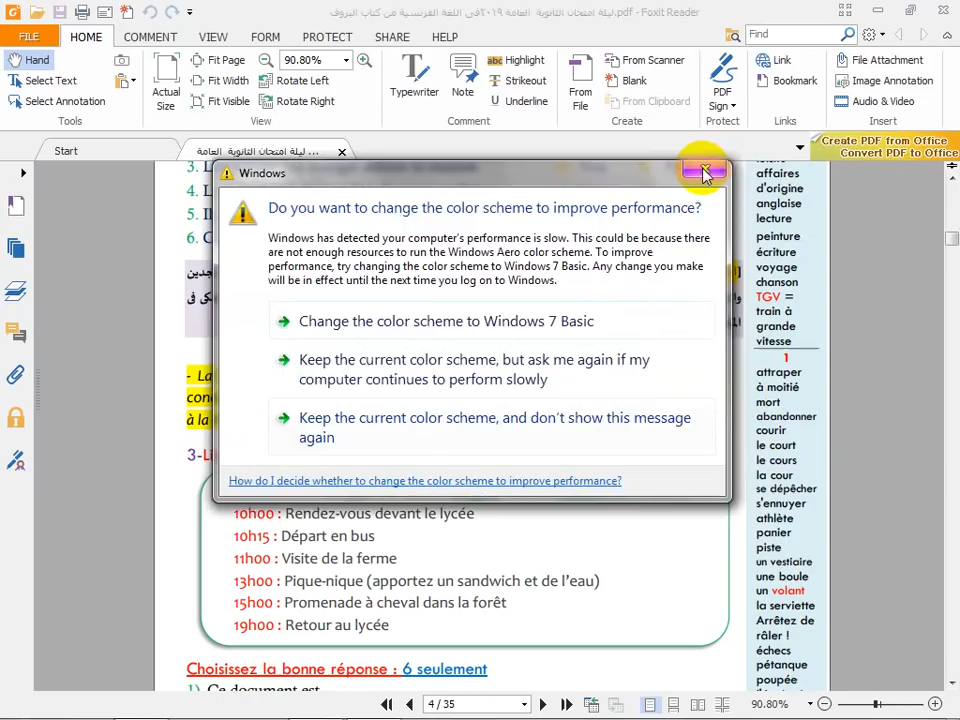 ليلة امتحان الثانوية العامة ٢٠١٩فى اللغة الفرنسية من كتاب البروف.pdf - Foxit Reader
FILE HOME COMMENT VIEW FORM PROTECT SHARE HELP Find
Hand
Select Text
Select Annotation
Tools
Actual Size
Fit Page
Fit Width
Fit Visible
90.80%
Rotate Left
Rotate Right
View
Typewriter
Note
Highlight
Strikeout
Underline
Comment
From File
From Scanner
Blank
From Clipboard
Create
PDF Sign
Protect
Link
Bookmark
Links
File Attachment
Image Annotation
Audio & Video
Insert
Start
ليلة امتحان الثانوية العامة ...
Create PDF from Office
Convert PDF to Office
3. L
4. L
5. Il
6. C
جدين
فى
- La
con
à la
3-Li
Windows
Do you want to change the color scheme to improve performance?
Windows has detected your computer's performance is slow. This could be because there
are not enough resources to run the Windows Aero color scheme. To improve
performance, try changing the color scheme to Windows 7 Basic. Any change you make
will be in effect until the next time you log on to Windows.
Change the color scheme to Windows 7 Basic
Keep the current color scheme, but ask me again if my
computer continues to perform slowly
Keep the current color scheme, and don't show this message
again
How do I decide whether to change the color scheme to improve performance?
10h00 : Rendez-vous devant le lycée
10h15 : Départ en bus
11h00 : Visite de la ferme
13h00 : Pique-nique (apportez un sandwich et de l'eau)
15h00 : Promenade à cheval dans la forêt
19h00 : Retour au lycée
Choisissez la bonne réponse : 6 seulement
1) Ce document est
affaires
d'origine
anglaise
lecture
peinture
écriture
voyage
chanson
TGV =
train à
grande
vitesse
1
attraper
à moitié
mort
abandonner
courir
le court
le cours
la cour
se dépêcher
s'ennuyer
athlète
panier
piste
un vestiaire
une boule
un volant
la serviette
Arrêtez de
râler !
échecs
pétanque
poupée
4 / 35
90.80%